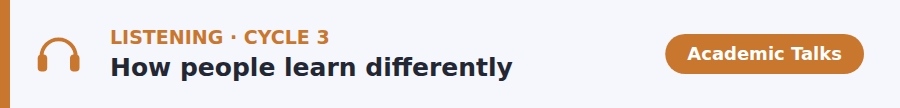 LISTENING · CYCLE 3
How people learn differently
Academic Talks